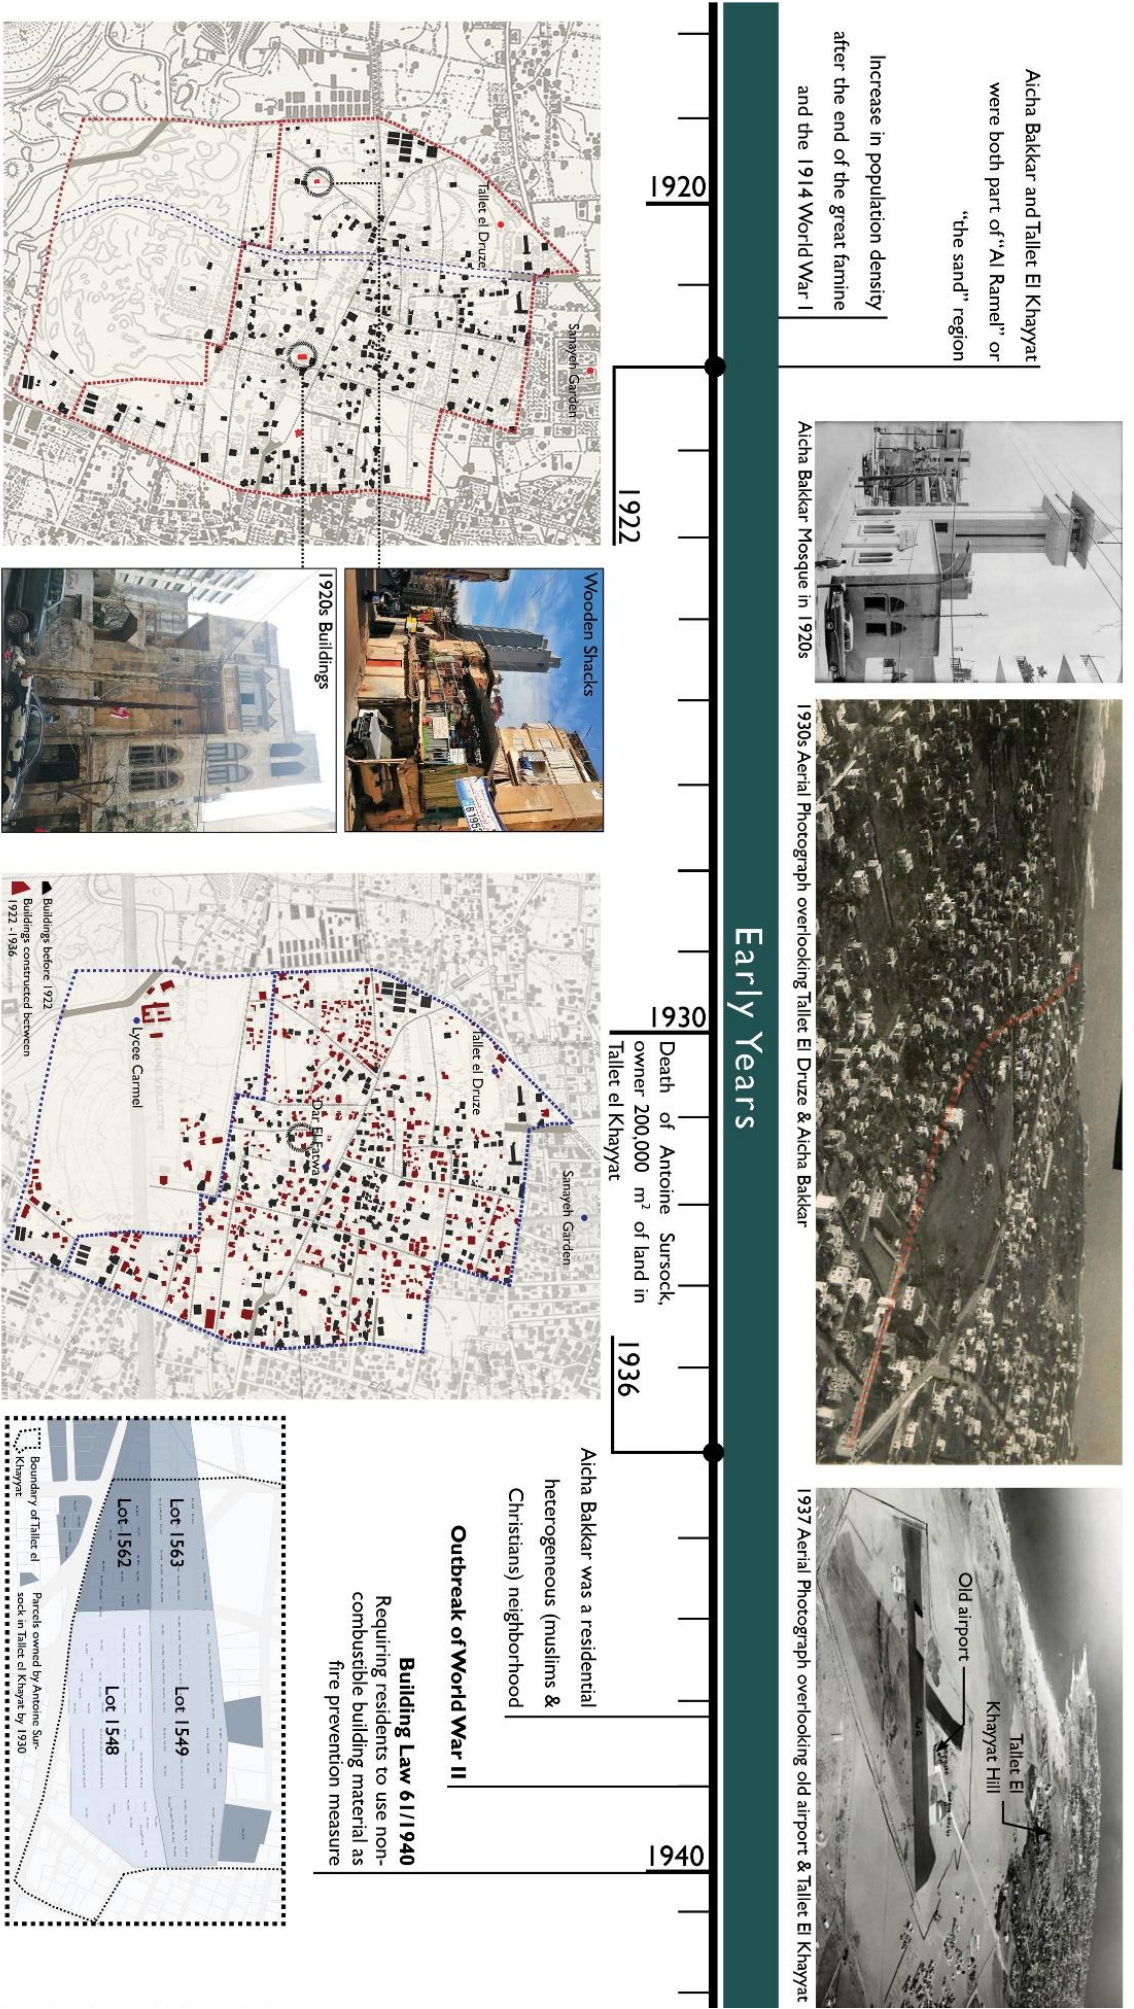 Aicha Bakkar and Tallet El Khayyat
were both part of "Al Ramel" or
"the sand" region
Increase in population density
after the end of the great famine
and the 1914 World War I
Aicha Bakkar Mosque in 1920s
1930s Aerial Photograph overlooking Tallet El Druze & Aicha Bakkar
Old airport
Tallet El
Khayyat Hill
1937 Aerial Photograph overlooking old airport & Tallet El Khayyat
Early Years
1920
1922
1930
Death of Antoine Sursock,
owner 200,000 m² of land in
Tallet el Khayyat
1936
Aicha Bakkar was a residential
heterogeneous (muslims &
Christians) neighborhood
Outbreak of World War II
Building Law 61/1940
Requiring residents to use non-
combustible building material as
fire prevention measure
1940
Tallet el Druze
Sanayeh Garden
Wooden Shacks
1920s Buildings
Sanayeh Garden
Tallet el Druze
Dar El Fatwa
Lycee Carmel
Buildings before 1922
Buildings constructed between
1922 - 1936
Lot 1563
Lot 1549
Lot 1562
Lot 1548
Boundary of Tallet el
Khayyat
Parcels owned by Antoine Sur-
sock in Tallet el Khayat by 1930